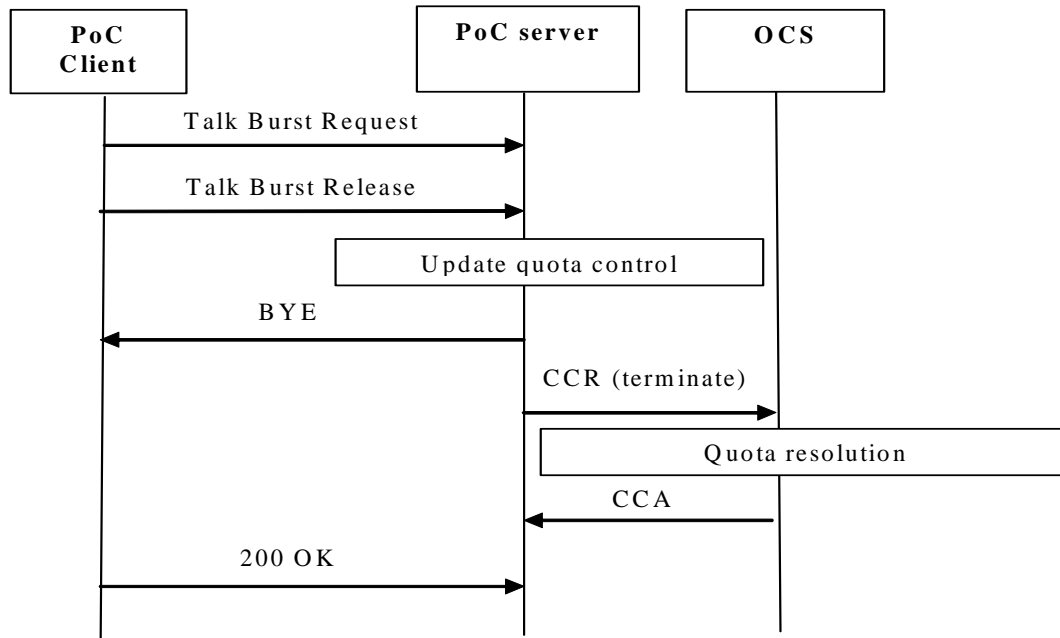 PoC
Client
PoC server
OCS
Talk Burst Request
Talk Burst Release
Update quota control
BYE
CCR (terminate)
Quota resolution
CCA
200 OK